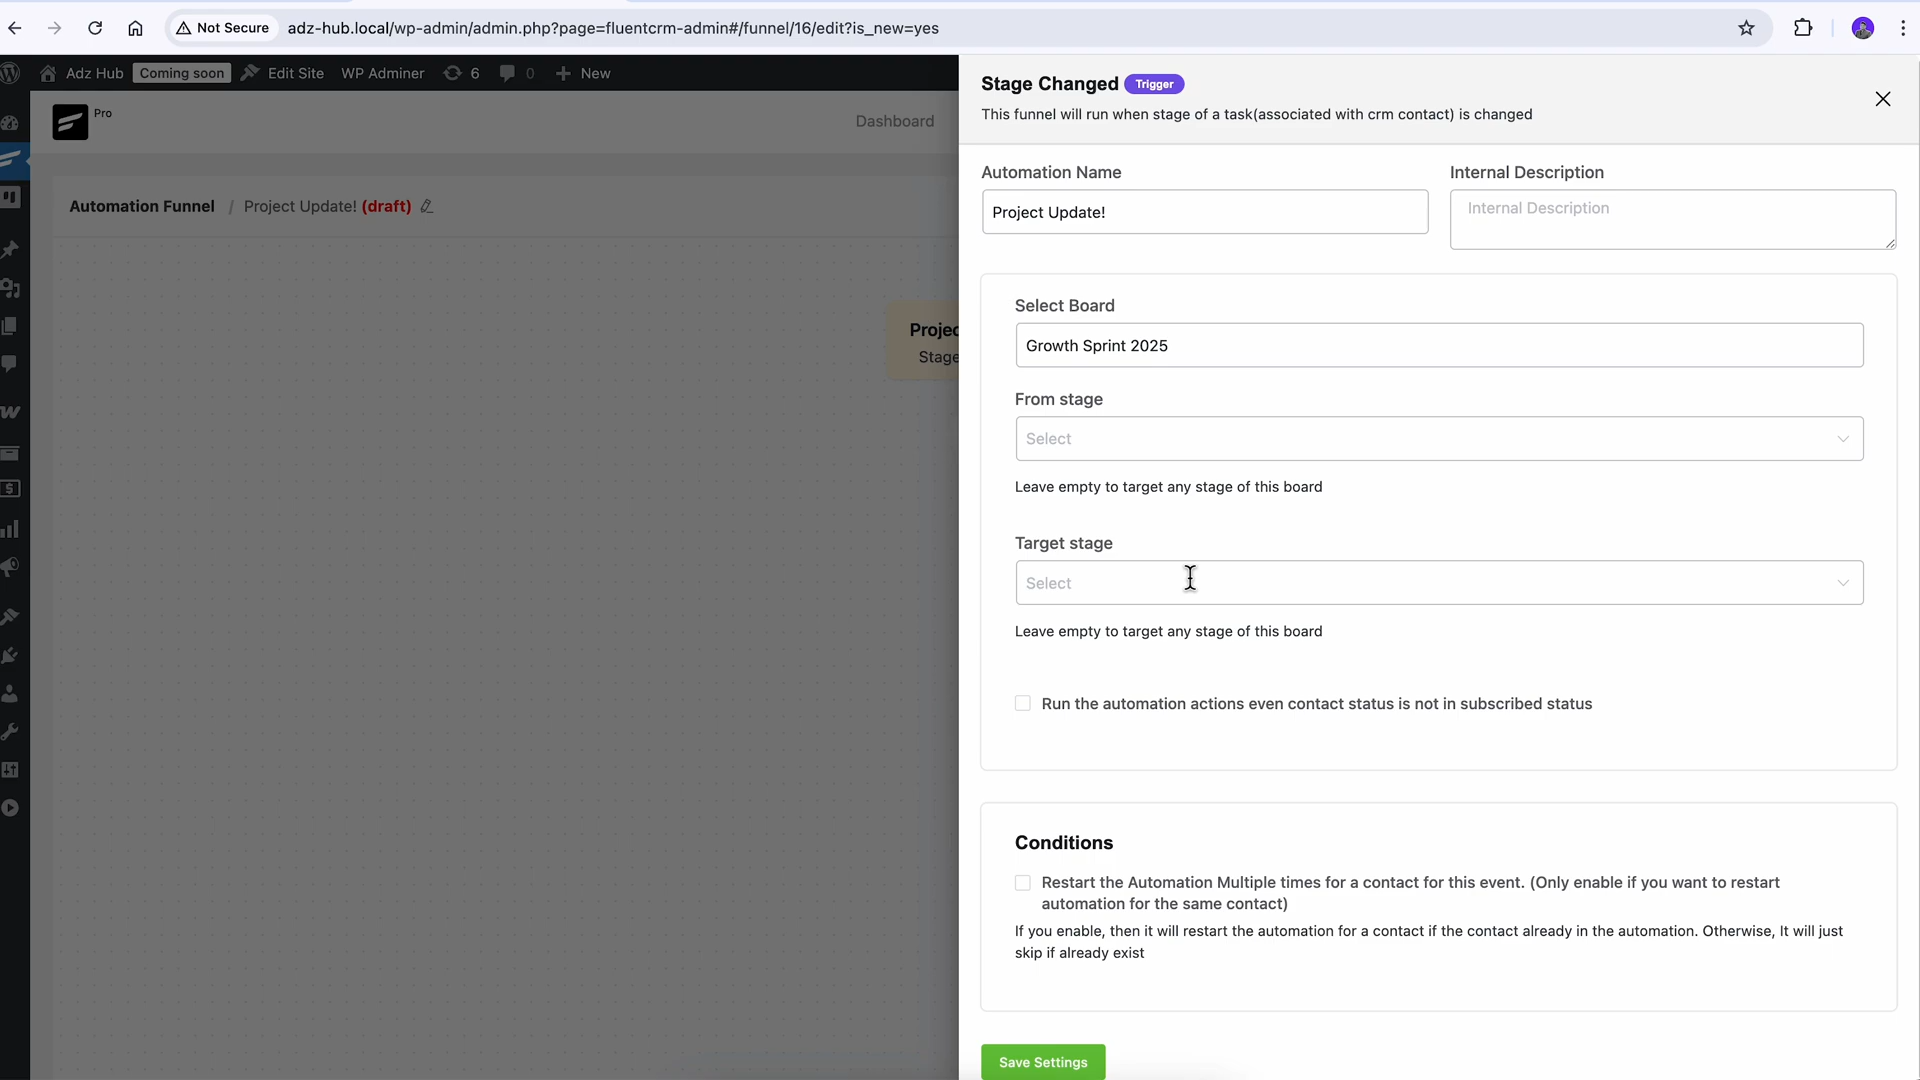 Not Secure
adz-hub.local/wp-admin/admin.php?page=fluentcrm-admin#/funnel/16/edit?is_new=yes
Adz Hub
Coming soon
Edit Site
WP Adminer
6
0
New
Pro
Dashboard
Automation Funnel / Project Update! (draft)
Projec
Stage
Stage Changed
Trigger
This funnel will run when stage of a task(associated with crm contact) is changed
Automation Name
Project Update!
Internal Description
Internal Description
Select Board
Growth Sprint 2025
From stage
Select
Leave empty to target any stage of this board
Target stage
Select
Leave empty to target any stage of this board
Run the automation actions even contact status is not in subscribed status
Conditions
Restart the Automation Multiple times for a contact for this event. (Only enable if you want to restart
automation for the same contact)
If you enable, then it will restart the automation for a contact if the contact already in the automation. Otherwise, It will just
skip if already exist
Save Settings